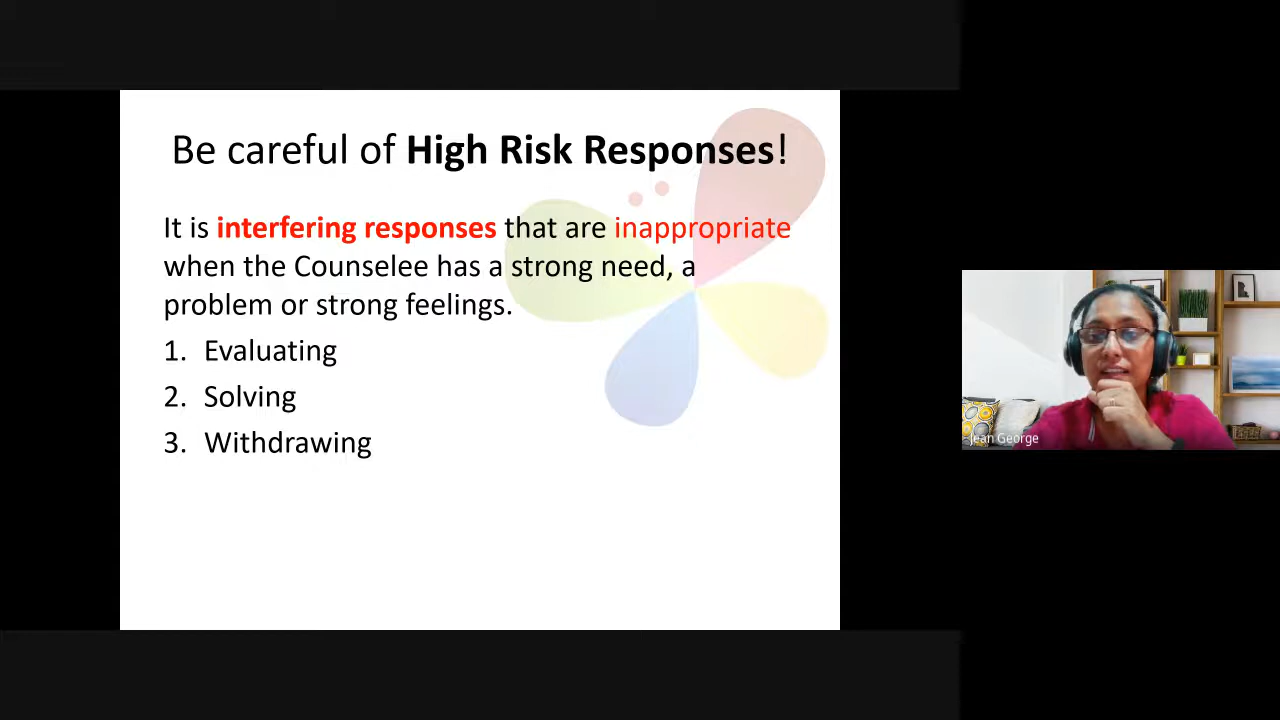 Be careful of High Risk Responses!
It is interfering responses that are inappropriate
when the Counselee has a strong need, a
problem or strong feelings.
1. Evaluating
2. Solving
3. Withdrawing
Jean George